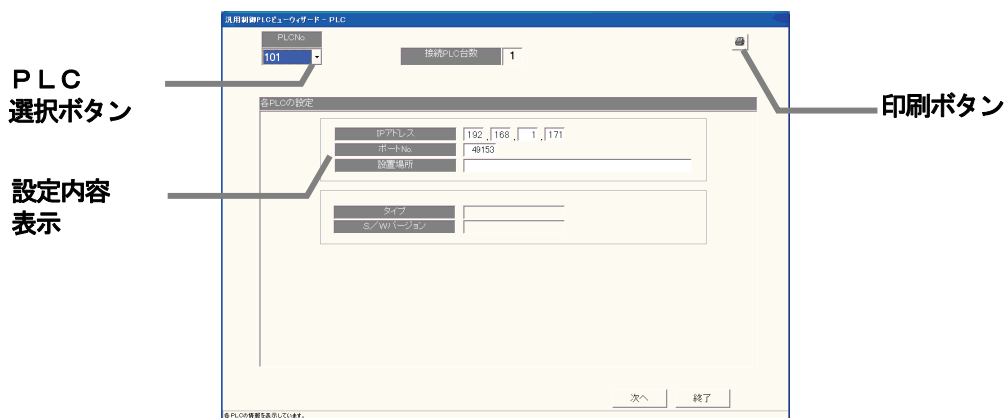 汎用制御PLCビューウィザード - PLC
PLCNo
101
接続PLC台数 1
PLC
選択ボタン
印刷ボタン
各PLCの設定
IPアドレス 192 . 168 . 1 . 171
ポートNo. 49153
設置場所
設定内容
表示
タイプ
S/Wバージョン
次へ 終了
各PLCの情報を表示しています。